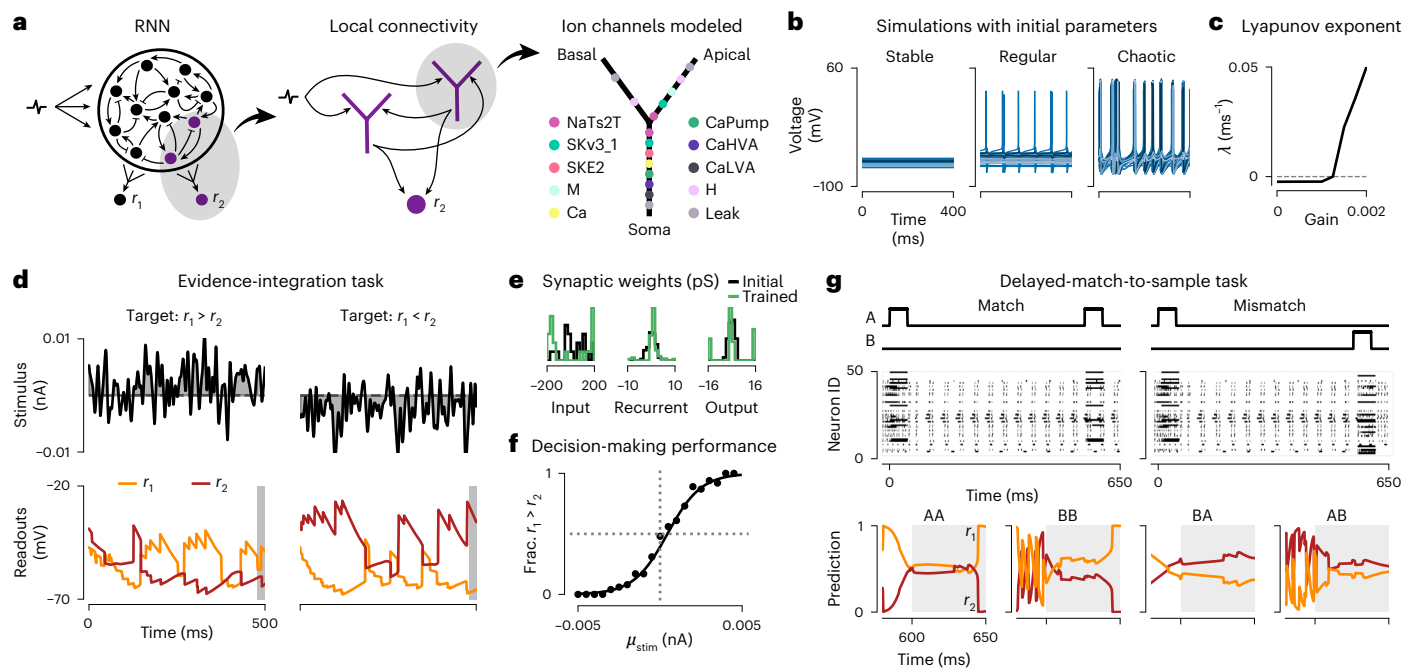 a
RNN
r1
r2
Local connectivity
r2
Ion channels modeled
Basal
Apical
NaTs2T
SKv3_1
SKE2
M
Ca
CaPump
CaHVA
CaLVA
H
Leak
Soma
b
Simulations with initial parameters
Stable
Regular
Chaotic
60
Voltage
(mV)
−100
0
400
Time
(ms)
c
Lyapunov exponent
0.05
λ (ms⁻¹)
0
0
0.002
Gain
d
Evidence-integration task
Target: r1 > r2
Target: r1 < r2
0.01
Stimulus
(nA)
−0.01
−20
r1
r2
Readouts
(mV)
−70
0
500
Time (ms)
e
Synaptic weights (pS)
Initial
Trained
−200
200
−10
10
−16
16
Input
Recurrent
Output
f
Decision-making performance
1
Frac. r1 > r2
0
−0.005
0.005
μstim (nA)
g
Delayed-match-to-sample task
Match
Mismatch
A
B
50
Neuron ID
0
0
650
0
650
Time (ms)
AA
BB
BA
AB
1
Prediction
0
r1
r2
600
650
Time (ms)